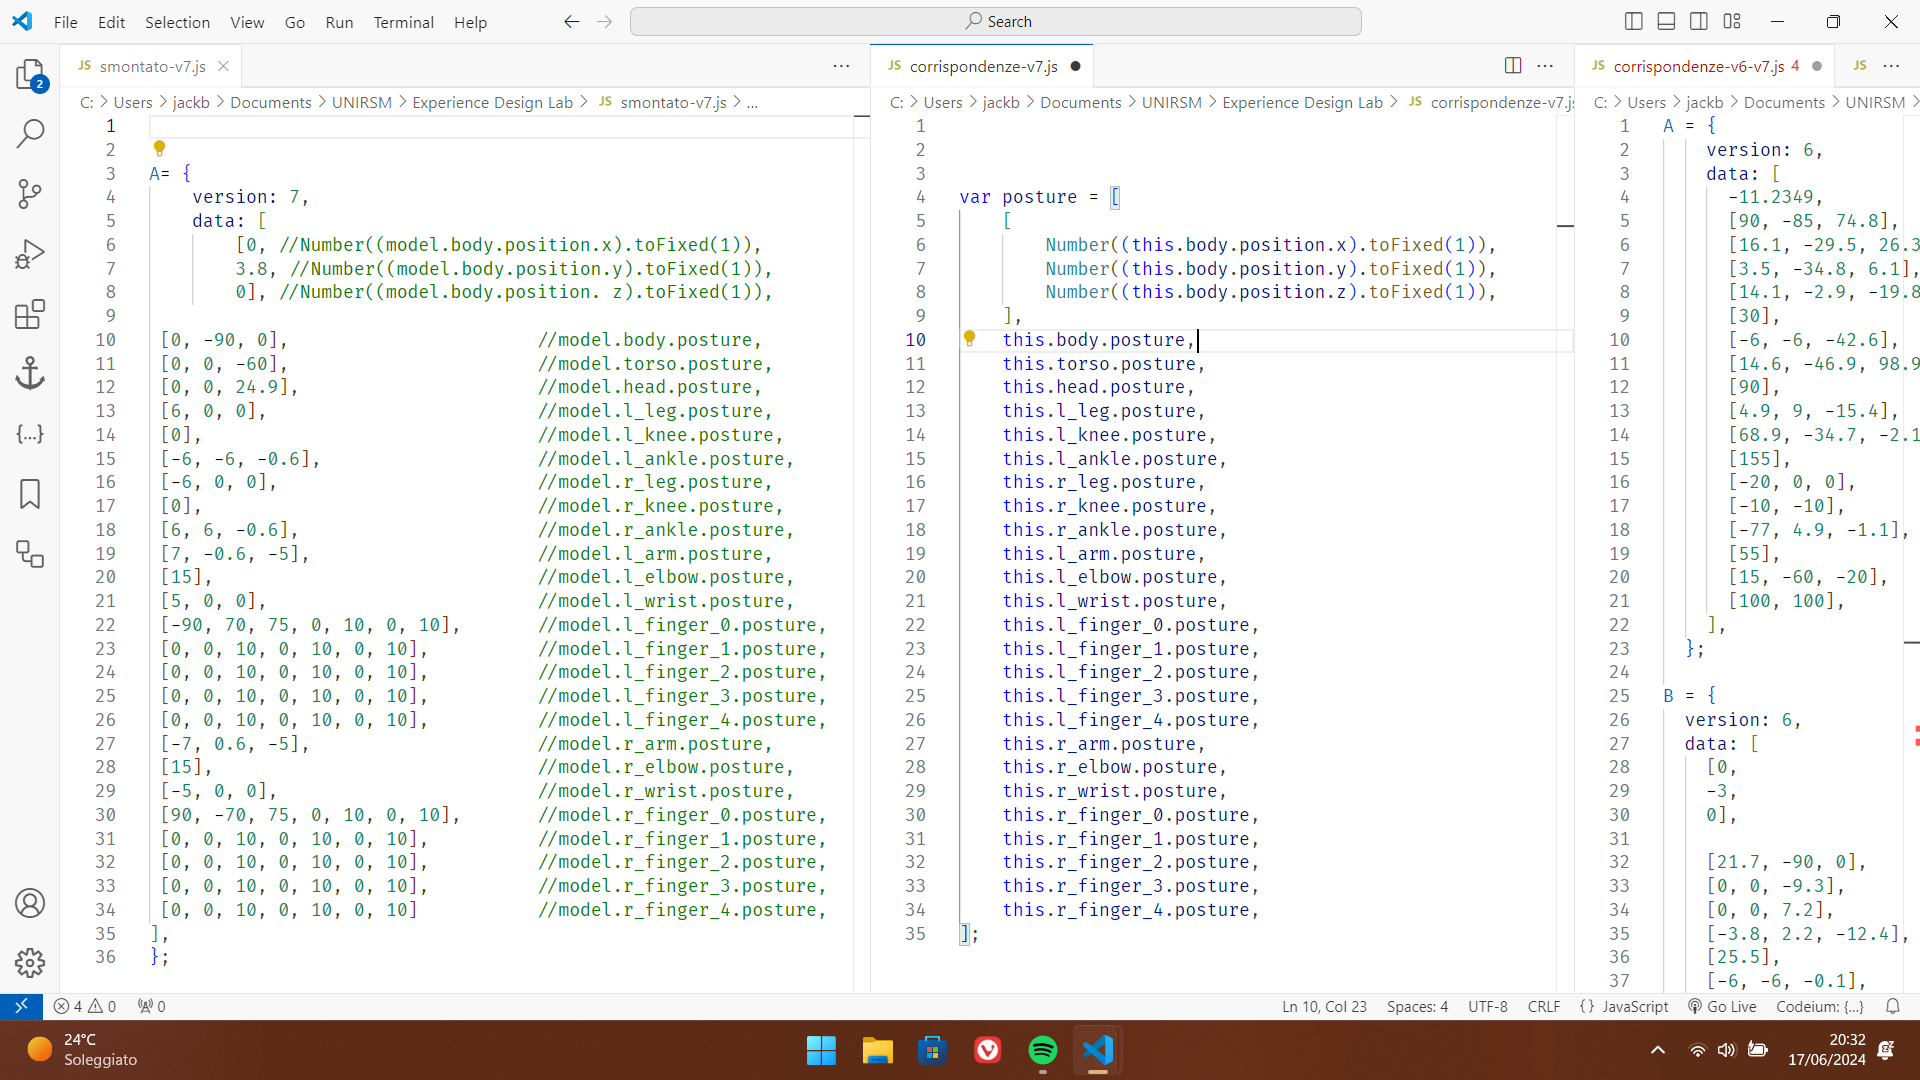 File Edit Selection View Go Run Terminal Help
Search
JS smontato-v7.js
C: > Users > jackb > Documents > UNIRSM > Experience Design Lab > JS smontato-v7.js > ...
1
2
3 A= {
4 version: 7,
5 data: [
6 [0, //Number((model.body.position.x).toFixed(1)),
7 3.8, //Number((model.body.position.y).toFixed(1)),
8 0], //Number((model.body.position. z).toFixed(1)),
9
10 [0, -90, 0], //model.body.posture,
11 [0, 0, -60], //model.torso.posture,
12 [0, 0, 24.9], //model.head.posture,
13 [6, 0, 0], //model.l_leg.posture,
14 [0], //model.l_knee.posture,
15 [-6, -6, -0.6], //model.l_ankle.posture,
16 [-6, 0, 0], //model.r_leg.posture,
17 [0], //model.r_knee.posture,
18 [6, 6, -0.6], //model.r_ankle.posture,
19 [7, -0.6, -5], //model.l_arm.posture,
20 [15], //model.l_elbow.posture,
21 [5, 0, 0], //model.l_wrist.posture,
22 [-90, 70, 75, 0, 10, 0, 10], //model.l_finger_0.posture,
23 [0, 0, 10, 0, 10, 0, 10], //model.l_finger_1.posture,
24 [0, 0, 10, 0, 10, 0, 10], //model.l_finger_2.posture,
25 [0, 0, 10, 0, 10, 0, 10], //model.l_finger_3.posture,
26 [0, 0, 10, 0, 10, 0, 10], //model.l_finger_4.posture,
27 [-7, 0.6, -5], //model.r_arm.posture,
28 [15], //model.r_elbow.posture,
29 [-5, 0, 0], //model.r_wrist.posture,
30 [90, -70, 75, 0, 10, 0, 10], //model.r_finger_0.posture,
31 [0, 0, 10, 0, 10, 0, 10], //model.r_finger_1.posture,
32 [0, 0, 10, 0, 10, 0, 10], //model.r_finger_2.posture,
33 [0, 0, 10, 0, 10, 0, 10], //model.r_finger_3.posture,
34 [0, 0, 10, 0, 10, 0, 10] //model.r_finger_4.posture,
35 ],
36 };
JS corrispondenze-v7.js
C: > Users > jackb > Documents > UNIRSM > Experience Design Lab > JS corrispondenze-v7.js
1
2
3
4 var posture = [
5 [
6 Number((this.body.position.x).toFixed(1)),
7 Number((this.body.position.y).toFixed(1)),
8 Number((this.body.position.z).toFixed(1)),
9 ],
10 this.body.posture,
11 this.torso.posture,
12 this.head.posture,
13 this.l_leg.posture,
14 this.l_knee.posture,
15 this.l_ankle.posture,
16 this.r_leg.posture,
17 this.r_knee.posture,
18 this.r_ankle.posture,
19 this.l_arm.posture,
20 this.l_elbow.posture,
21 this.l_wrist.posture,
22 this.l_finger_0.posture,
23 this.l_finger_1.posture,
24 this.l_finger_2.posture,
25 this.l_finger_3.posture,
26 this.l_finger_4.posture,
27 this.r_arm.posture,
28 this.r_elbow.posture,
29 this.r_wrist.posture,
30 this.r_finger_0.posture,
31 this.r_finger_1.posture,
32 this.r_finger_2.posture,
33 this.r_finger_3.posture,
34 this.r_finger_4.posture,
35 ];
JS corrispondenze-v6-v7.js 4 JS
C: > Users > jackb > Documents > UNIRSM >
1 A = {
2 version: 6,
3 data: [
4 -11.2349,
5 [90, -85, 74.8],
6 [16.1, -29.5, 26.3
7 [3.5, -34.8, 6.1],
8 [14.1, -2.9, -19.8
9 [30],
10 [-6, -6, -42.6],
11 [14.6, -46.9, 98.9
12 [90],
13 [4.9, 9, -15.4],
14 [68.9, -34.7, -2.1
15 [155],
16 [-20, 0, 0],
17 [-10, -10],
18 [-77, 4.9, -1.1],
19 [55],
20 [15, -60, -20],
21 [100, 100],
22 ],
23 };
24
25 B = {
26 version: 6,
27 data: [
28 [0,
29 -3,
30 0],
31
32 [21.7, -90, 0],
33 [0, 0, -9.3],
34 [0, 0, 7.2],
35 [-3.8, 2.2, -12.4],
36 [25.5],
37 [-6, -6, -0.1],
2
4 0 0
Ln 10, Col 23 Spaces: 4 UTF-8 CRLF {} JavaScript Go Live Codeium: {...}
24°C
Soleggiato
20:32
17/06/2024